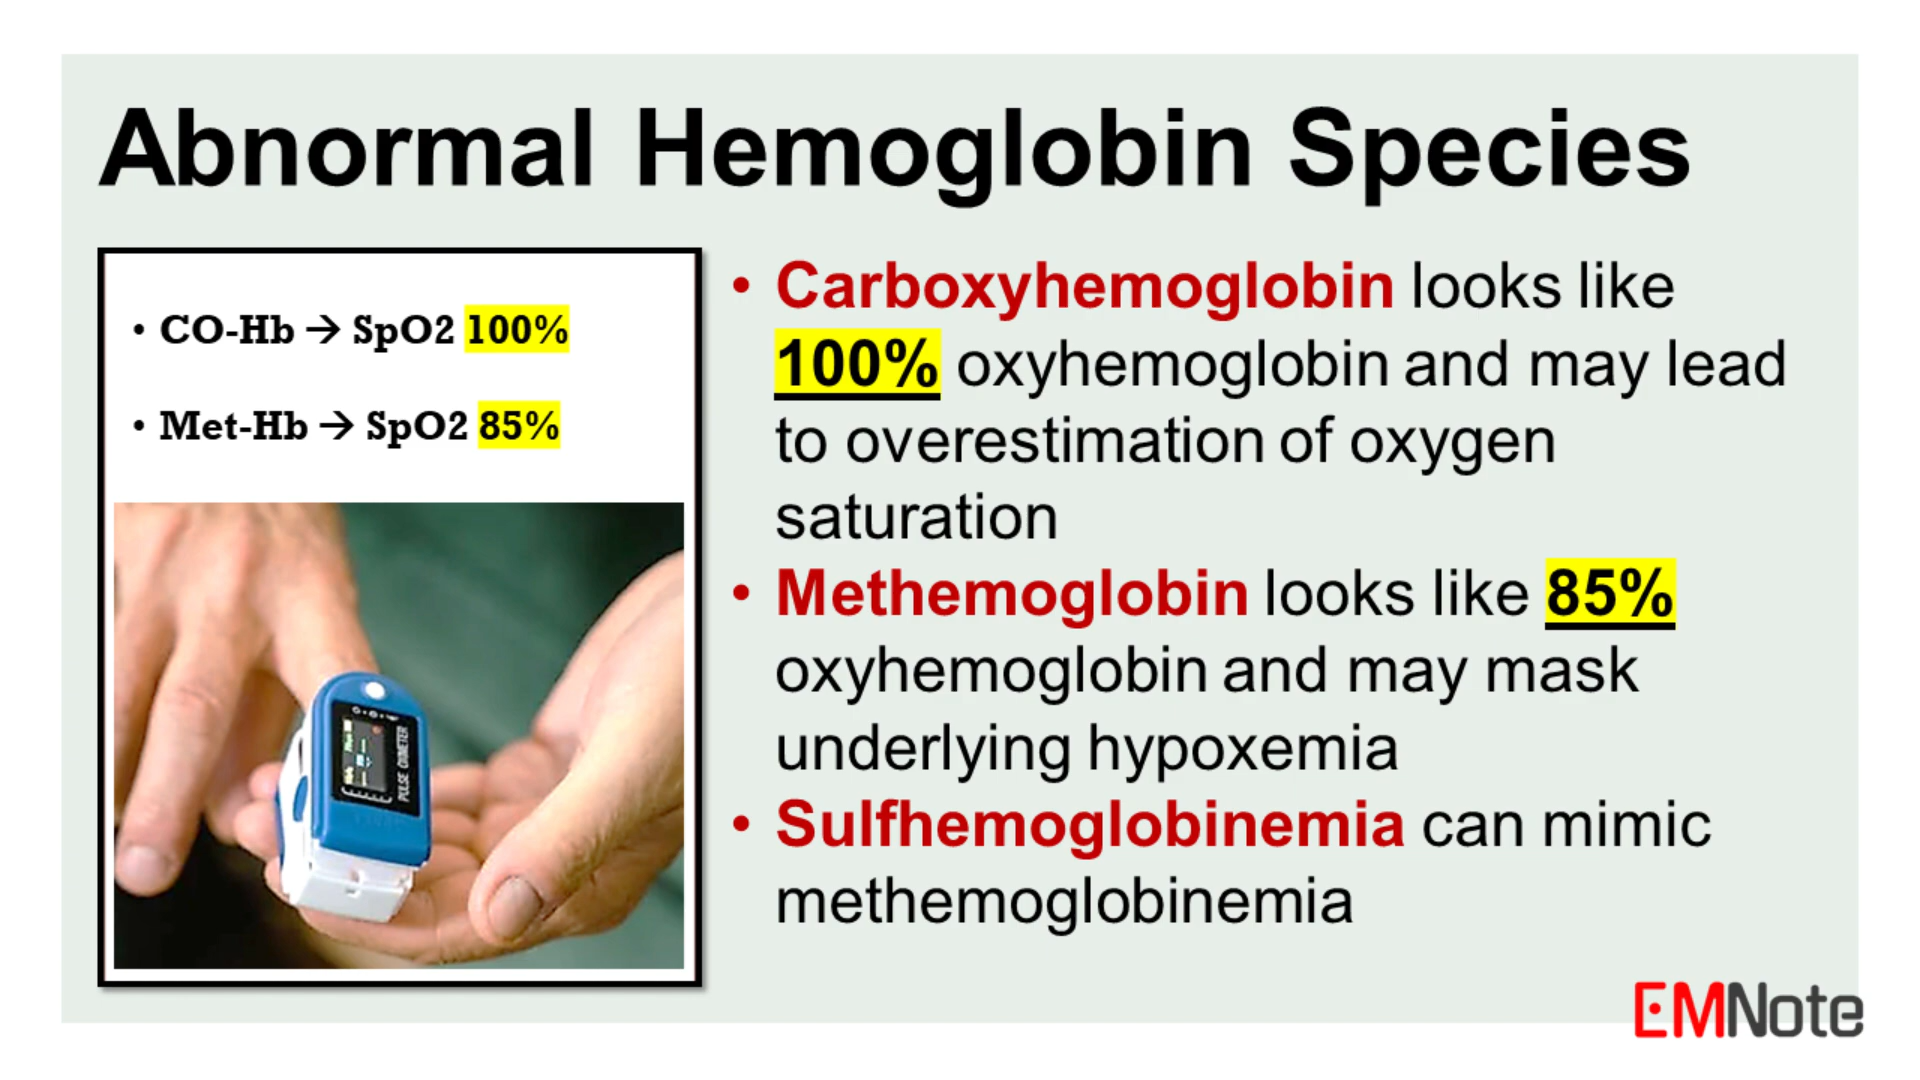 Abnormal Hemoglobin Species
• CO-Hb → SpO2 100%
• Met-Hb → SpO2 85%
PULSE OXIMETER
• Carboxyhemoglobin looks like
100% oxyhemoglobin and may lead
to overestimation of oxygen
saturation
• Methemoglobin looks like 85%
oxyhemoglobin and may mask
underlying hypoxemia
• Sulfhemoglobinemia can mimic
methemoglobinemia
EMNote